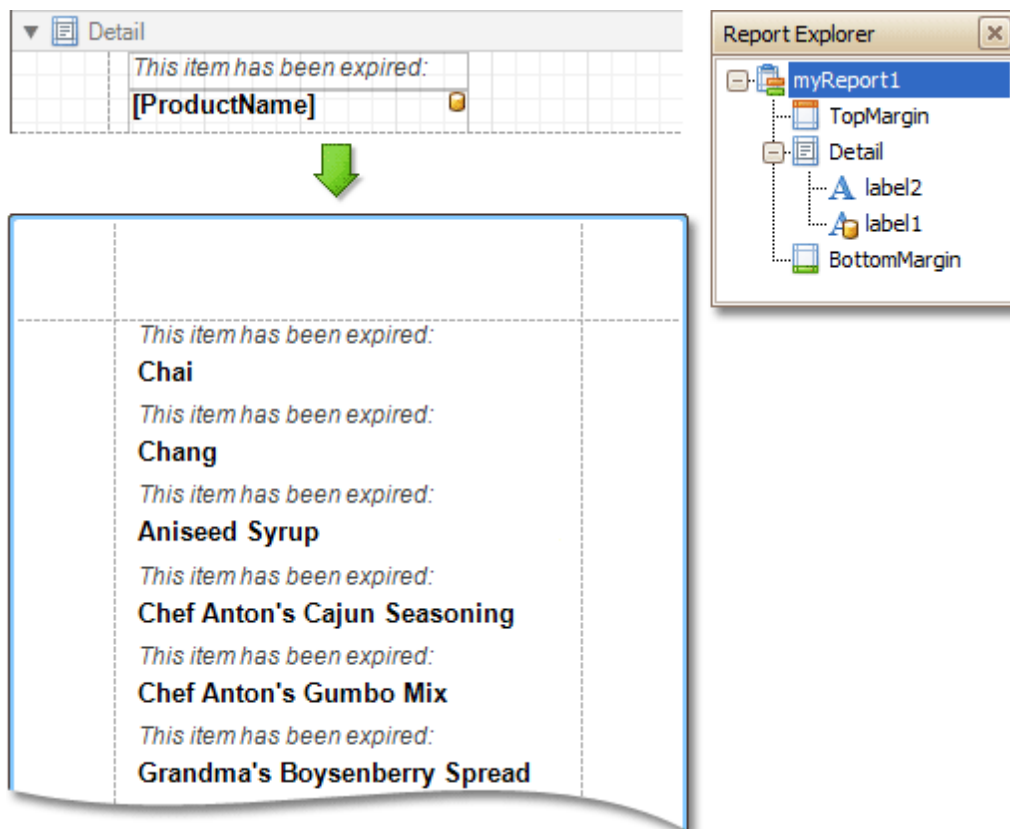 Detail
This item has been expired:
[ProductName]
Report Explorer
myReport1
TopMargin
Detail
label2
label1
BottomMargin
This item has been expired:
Chai
This item has been expired:
Chang
This item has been expired:
Aniseed Syrup
This item has been expired:
Chef Anton's Cajun Seasoning
This item has been expired:
Chef Anton's Gumbo Mix
This item has been expired:
Grandma's Boysenberry Spread